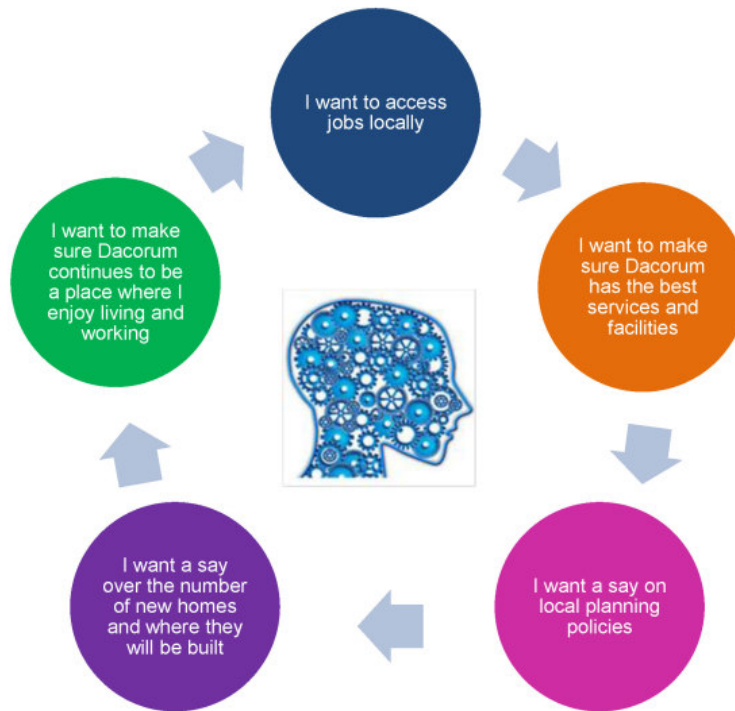 I want to access
jobs locally
I want to make
sure Dacorum
has the best
services and
facilities
I want a say on
local planning
policies
I want a say
over the number
of new homes
and where they
will be built
I want to make
sure Dacorum
continues to be
a place where I
enjoy living and
working